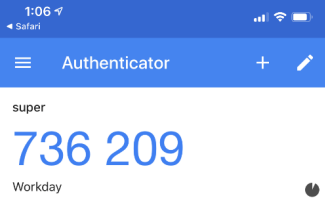 1:06
◀ Safari
Authenticator
super
736 209
Workday